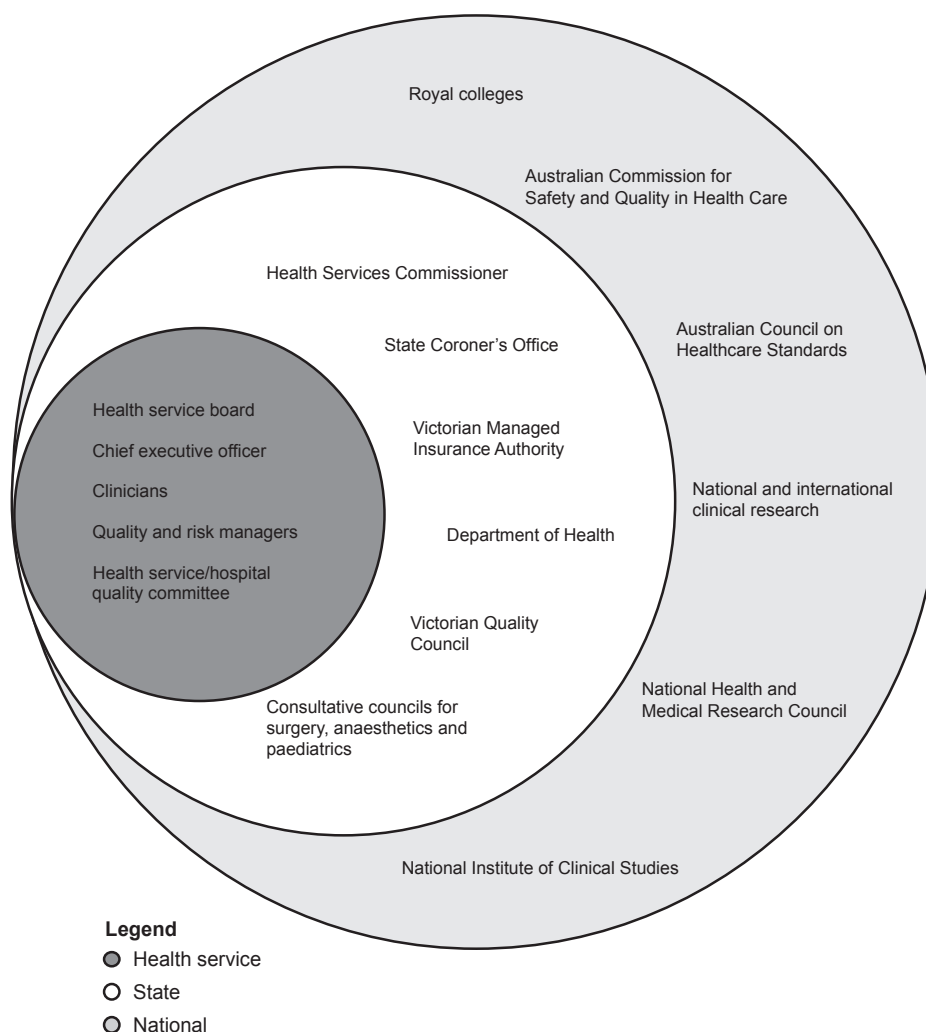 Royal colleges
Australian Commission for
Safety and Quality in Health Care
Health Services Commissioner
State Coroner’s Office
Australian Council on
Healthcare Standards
Health service board
Chief executive officer
Clinicians
Quality and risk managers
Health service/hospital
quality committee
Victorian Managed
Insurance Authority
National and international
clinical research
Department of Health
Victorian Quality
Council
National Health and
Medical Research Council
Consultative councils for
surgery, anaesthetics and
paediatrics
National Institute of Clinical Studies
Legend
Health service
State
National